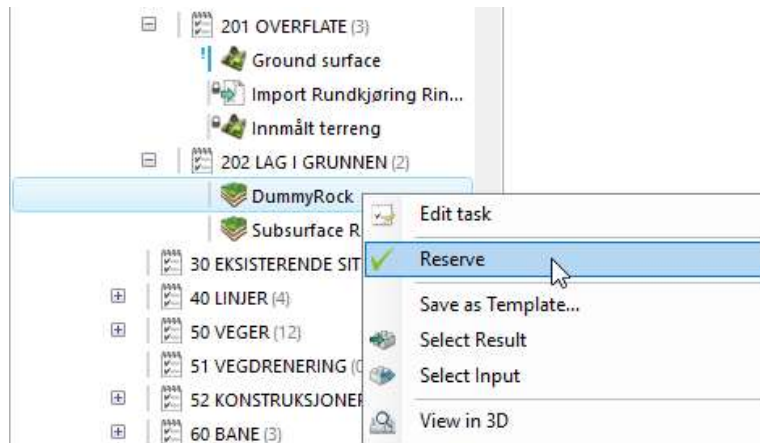 201 OVERFLATE (3)
Ground surface
Import Rundkjøring Rin...
Innmålt terreng
202 LAG I GRUNNEN (2)
DummyRock
Subsurface R
30 EKSISTERENDE SIT
40 LINJER (4)
50 VEGER (12)
51 VEGDRENERING (0
52 KONSTRUKSJONER
60 BANE (3)
Edit task
Reserve
Save as Template...
Select Result
Select Input
View in 3D